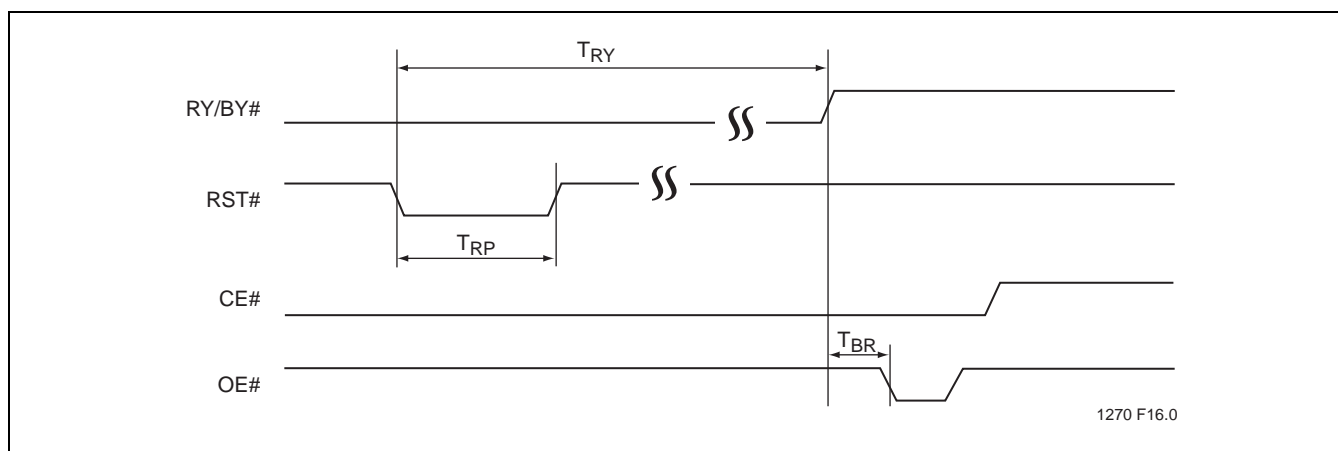 TRY
RY/BY#
RST#
TRP
CE#
TBR
OE#
1270 F16.0